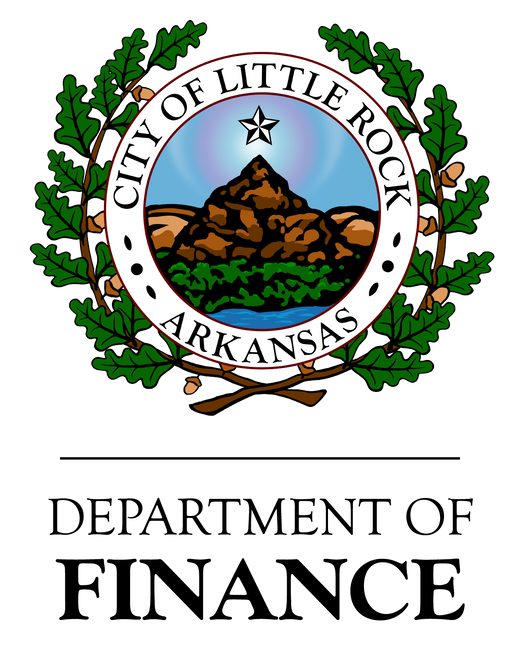 CITY OF LITTLE ROCK
ARKANSAS
DEPARTMENT OF
FINANCE